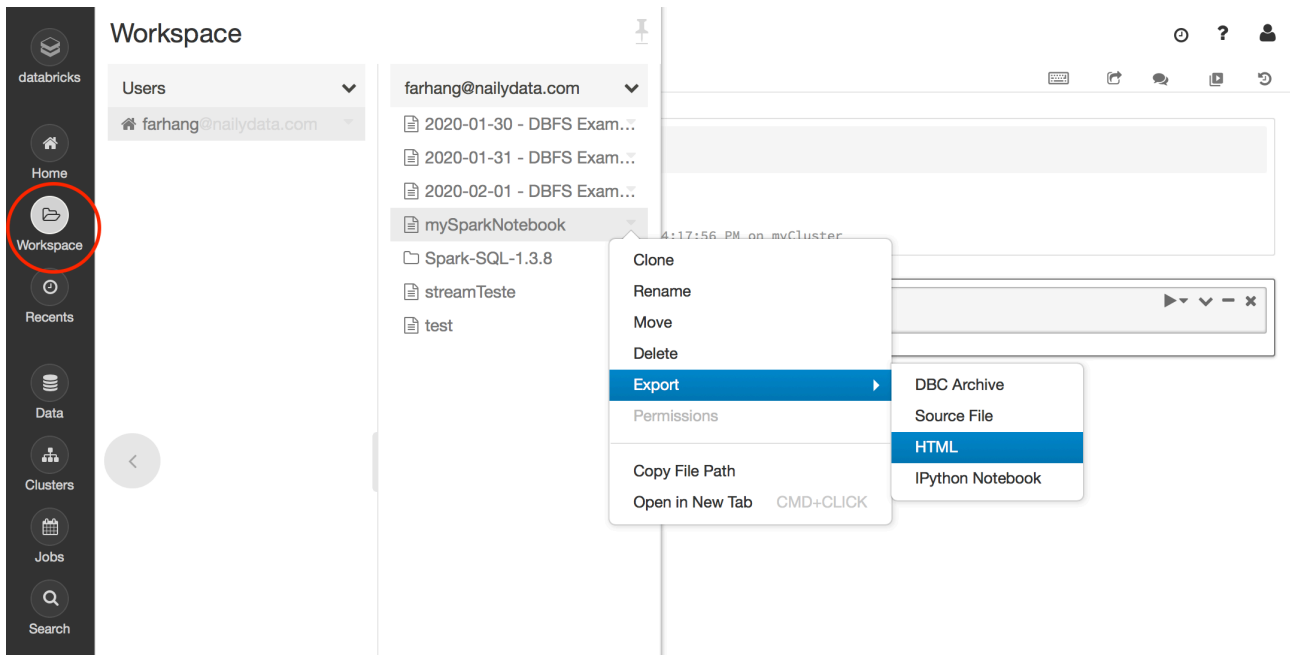 databricks
Home
Workspace
Recents
Data
Clusters
Jobs
Search
Workspace
Users
farhang@nailydata.com
farhang@nailydata.com
2020-01-30 - DBFS Exam...
2020-01-31 - DBFS Exam...
2020-02-01 - DBFS Exam...
mySparkNotebook
Spark-SQL-1.3.8
streamTeste
test
Clone
Rename
Move
Delete
Export
Permissions
Copy File Path
Open in New Tab CMD+CLICK
DBC Archive
Source File
HTML
IPython Notebook
?
4:17:56 PM on myCluster